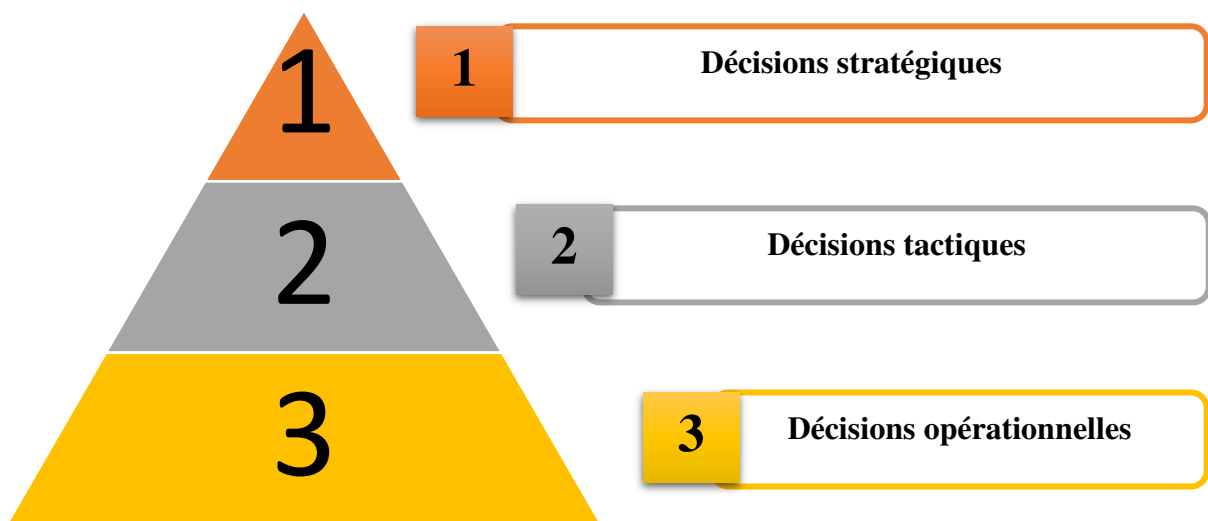 1
1 Décisions stratégiques
2
2 Décisions tactiques
3
3 Décisions opérationnelles